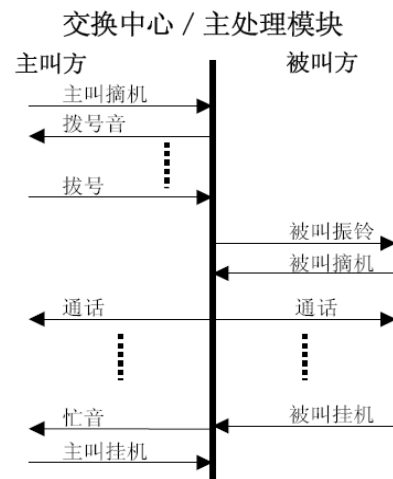 交换中心 / 主处理模块
主叫方
被叫方
主叫摘机
拨号音
拔号
被叫振铃
被叫摘机
通话
通话
忙音
被叫挂机
主叫挂机